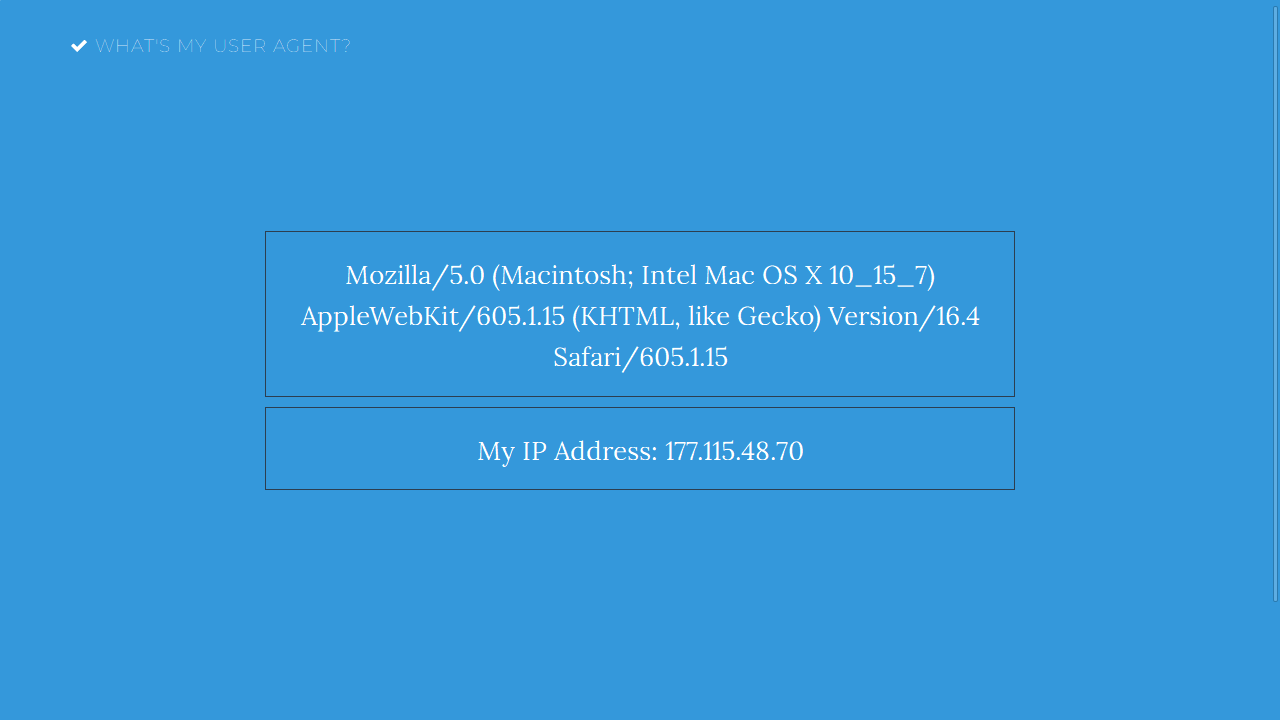 WHAT'S MY USER AGENT?
Mozilla/5.0 (Macintosh; Intel Mac OS X 10_15_7)
AppleWebKit/605.1.15 (KHTML, like Gecko) Version/16.4
Safari/605.1.15
My IP Address: 177.115.48.70